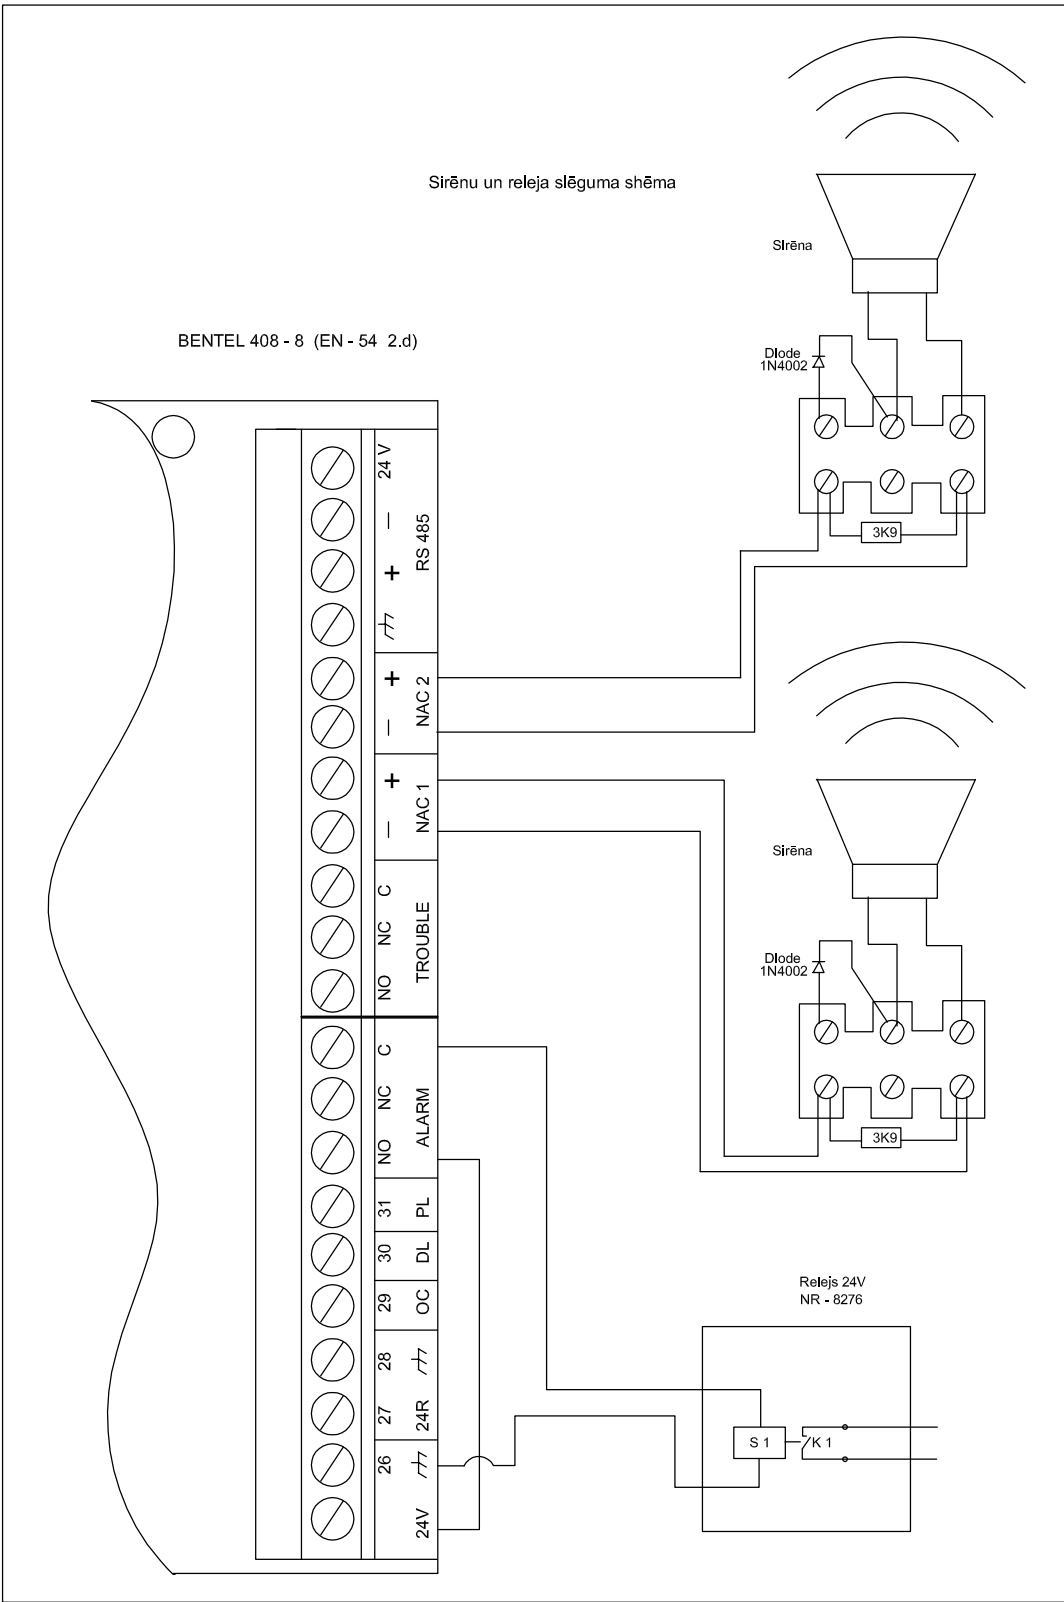 Sirēnu un releja slēguma shēma
Sirēna
BENTEL 408 - 8 (EN - 54 2.d)
Diode
1N4002
3K9
24 V
–
+
RS 485
+
–
NAC 2
+
–
NAC 1
C
NC
NO
TROUBLE
C
NC
NO
ALARM
31
PL
30
DL
29
OC
28
27
24R
26
24V
Sirēna
Diode
1N4002
3K9
Relejs 24V
NR - 8276
S 1
K 1